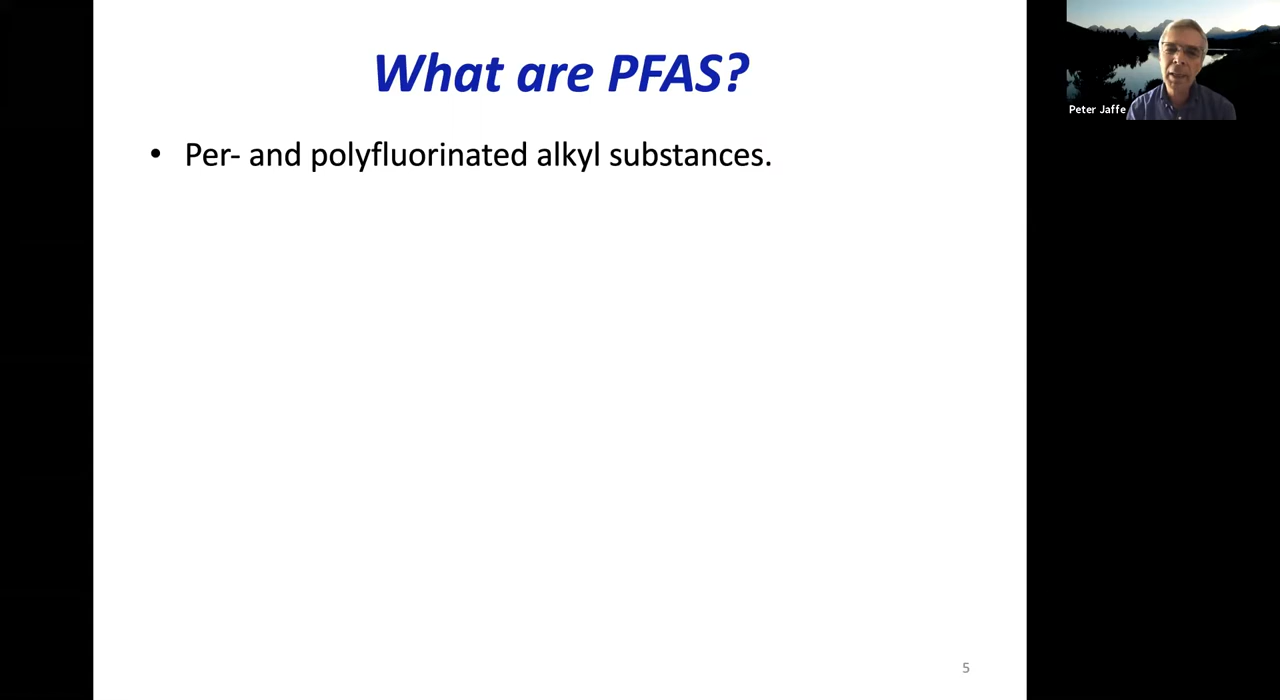 What are PFAS?
• Per- and polyfluorinated alkyl substances.
Peter Jaffe
5